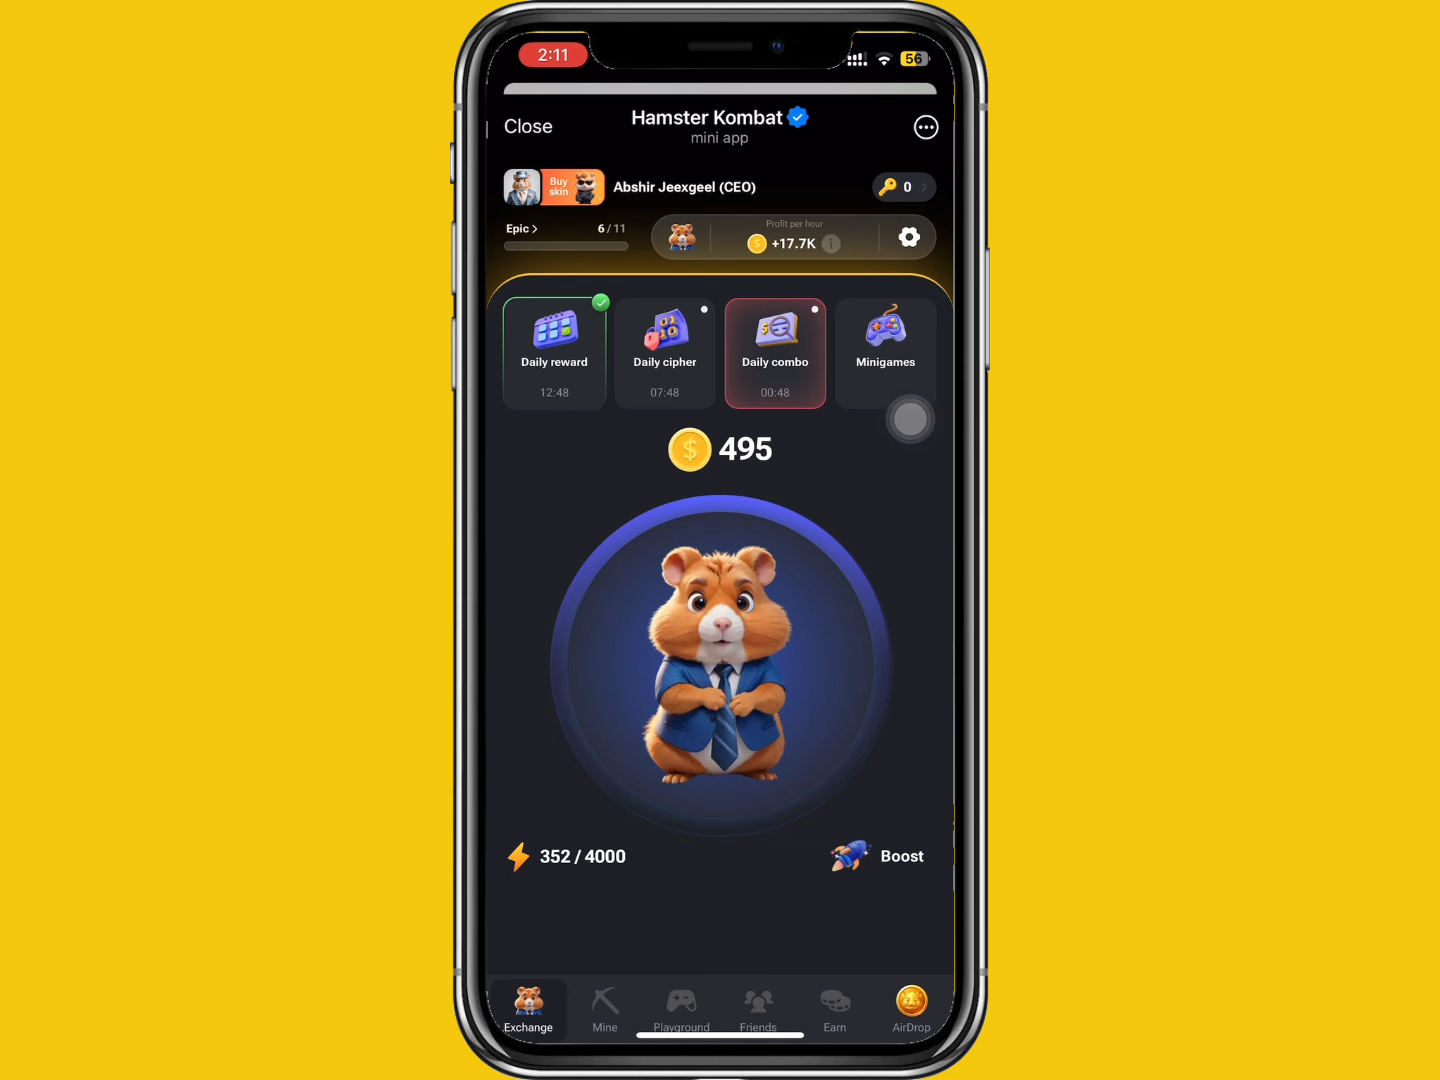 2:11
56
Close
Hamster Kombat
mini app
Buy
skin
Abshir Jeexgeel (CEO)
0
Epic
6 / 11
Profit per hour
+17.7K
Daily reward
12:48
Daily cipher
07:48
Daily combo
00:48
Minigames
495
352 / 4000
Boost
Exchange
Mine
Playground
Friends
Earn
AirDrop